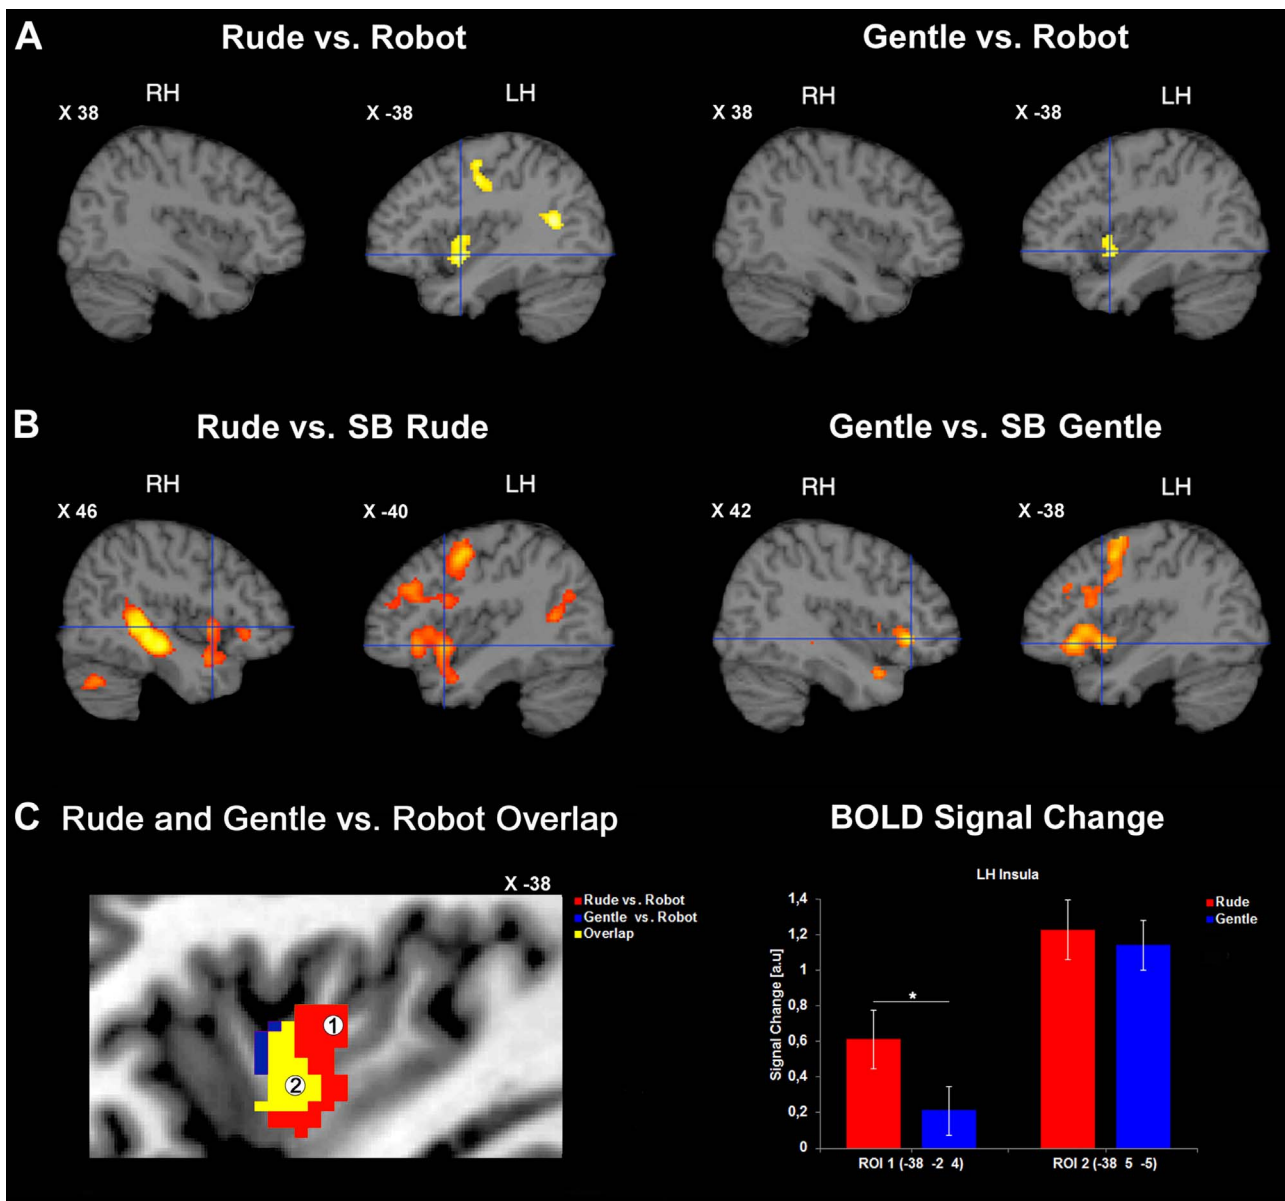 A
Rude vs. Robot
Gentle vs. Robot
RH
LH
RH
LH
X 38
X -38
X 38
X -38
B
Rude vs. SB Rude
Gentle vs. SB Gentle
RH
LH
RH
LH
X 46
X -40
X 42
X -38
C
Rude and Gentle vs. Robot Overlap
BOLD Signal Change
X -38
Rude vs. Robot
Gentle vs. Robot
Overlap
1
2
LH Insula
Rude
Gentle
Signal Change [a.u]
1,4
1,2
1
0,8
0,6
0,4
0,2
0
*
ROI 1 (-38 -2 4)
ROI 2 (-38 5 -5)